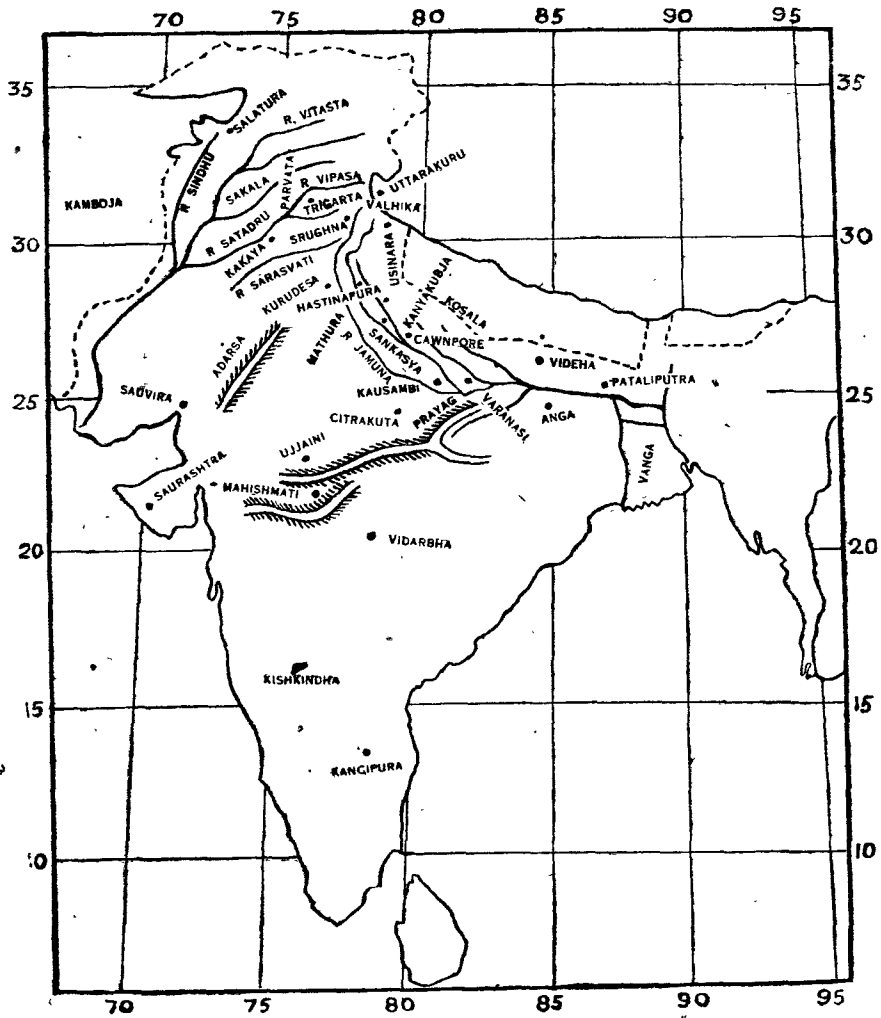 70 75 80 85 90 95
35 35
SALATURA
R. VITASTA
R SINDHU
PARVATA
SAKALA
R VIPASA
UTTARAKURU
KAMBOJA
TRIGARTA
VALHIKA
R SATADRU
SRUGHNA
30 30
KAKAYA
USINARA
R SARASVATI
KURUDESA
HASTINAPURA
KANYAKUBJA
KOSALA
ADARSA
MATHURA
R JAMUNA
SANKASYA
CAWNPORE
VIDEHA
SAUVIRA
KAUSAMBI
PATALIPUTRA
25 25
CITRAKUTA
PRAYAG
VARANASI
ANGA
UJJAINI
VANGA
SAURASHTRA
MAHISHMATI
20 20
VIDARBHA
KISHKINDHA
15 15
KANGIPURA
10 10
70 75 80 85 90 95